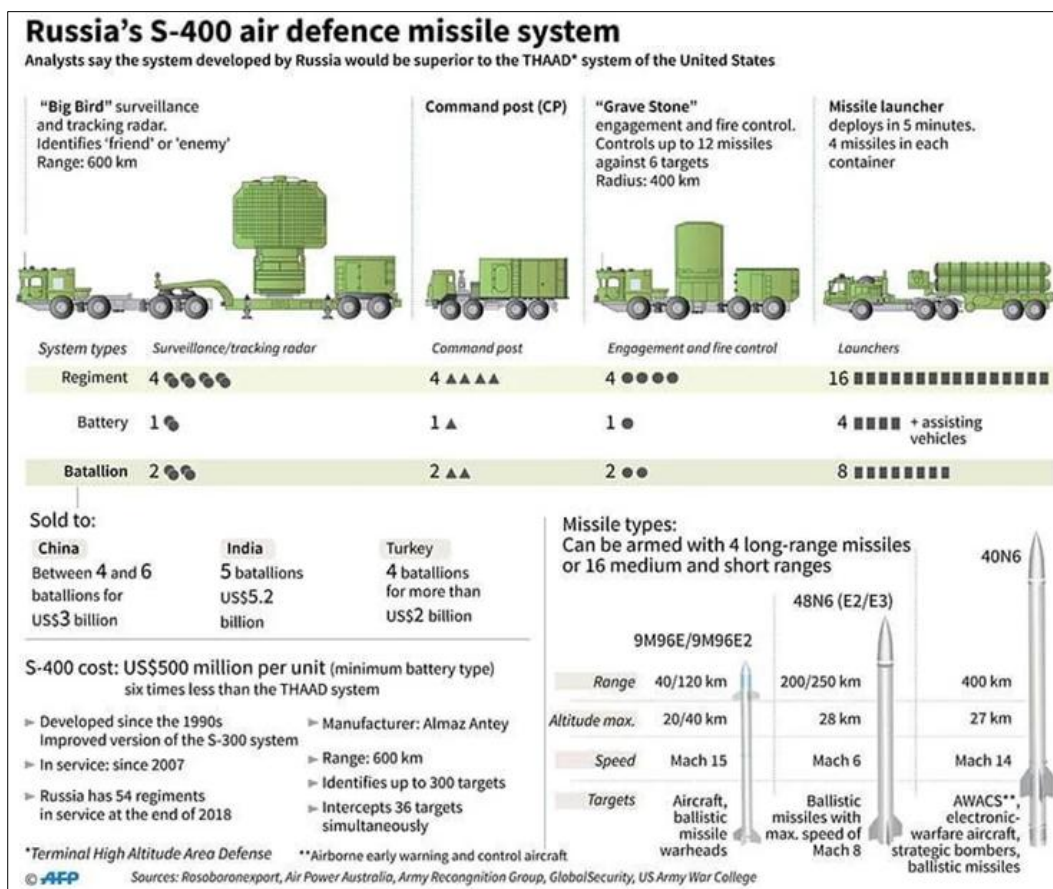 Russia's S-400 air defence missile system
Analysts say the system developed by Russia would be superior to the THAAD* system of the United States
"Big Bird" surveillance
and tracking radar.
Identifies 'friend' or 'enemy'
Range: 600 km
Command post (CP)
"Grave Stone"
engagement and fire control.
Controls up to 12 missiles
against 6 targets
Radius: 400 km
Missile launcher
deploys in 5 minutes.
4 missiles in each
container
System types Surveillance/tracking radar Command post Engagement and fire control Launchers
Regiment 4 4 4 16
Battery 1 1 1 4 + assisting
vehicles
Batallion 2 2 2 8
Sold to:
China
Between 4 and 6
batallions for
US$3 billion
India
5 batallions
US$5.2
billion
Turkey
4 batallions
for more than
US$2 billion
S-400 cost: US$500 million per unit (minimum battery type)
six times less than the THAAD system
Developed since the 1990s
Improved version of the S-300 system
In service: since 2007
Russia has 54 regiments
in service at the end of 2018
Manufacturer: Almaz Antey
Range: 600 km
Identifies up to 300 targets
Intercepts 36 targets
simultaneously
Missile types:
Can be armed with 4 long-range missiles
or 16 medium and short ranges
9M96E/9M96E2 48N6 (E2/E3) 40N6
Range 40/120 km 200/250 km 400 km
Altitude max. 20/40 km 28 km 27 km
Speed Mach 15 Mach 6 Mach 14
Targets
Aircraft,
ballistic
missile
warheads
Ballistic
missiles with
max. speed of
Mach 8
AWACS**,
electronic-
warfare aircraft,
strategic bombers,
ballistic missiles
*Terminal High Altitude Area Defense **Airborne early warning and control aircraft
© AFP Sources: Rosoboronexport, Air Power Australia, Army Recongnition Group, GlobalSecurity, US Army War College